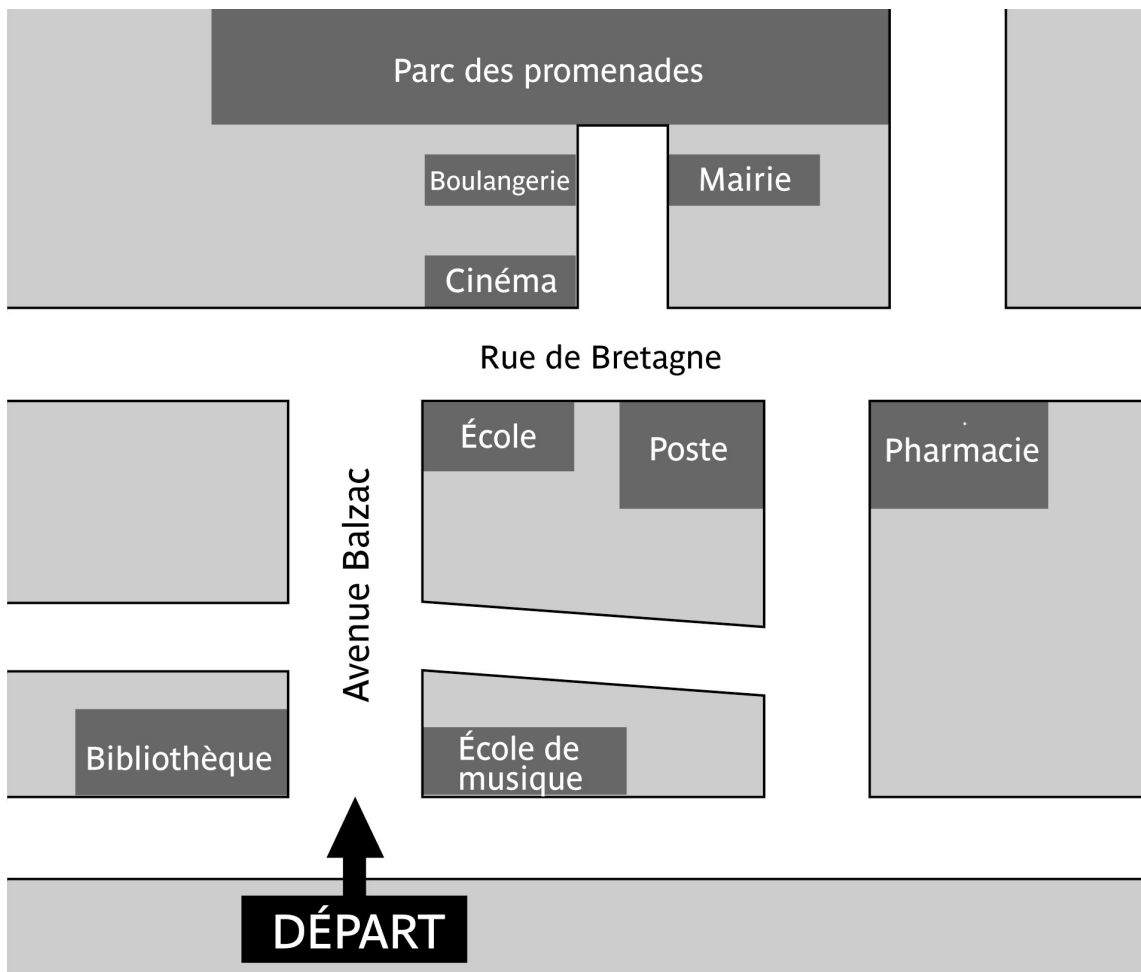 Parc des promenades
Boulangerie
Mairie
Cinéma
Rue de Bretagne
École
Poste
Pharmacie
Avenue Balzac
Bibliothèque
École de
musique
DÉPART